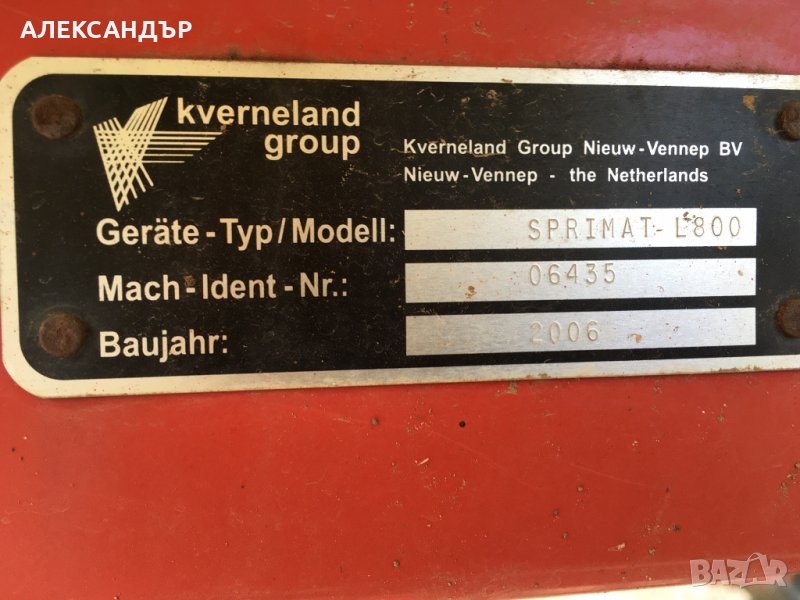 АЛЕКСАНДЪР
kverneland
group
Kverneland Group Nieuw-Vennep BV
Nieuw-Vennep - the Netherlands
Geräte-Typ/Modell: SPRIMAT-L800
Mach-Ident-Nr.: 06435
Baujahr: 2006
BAZAR